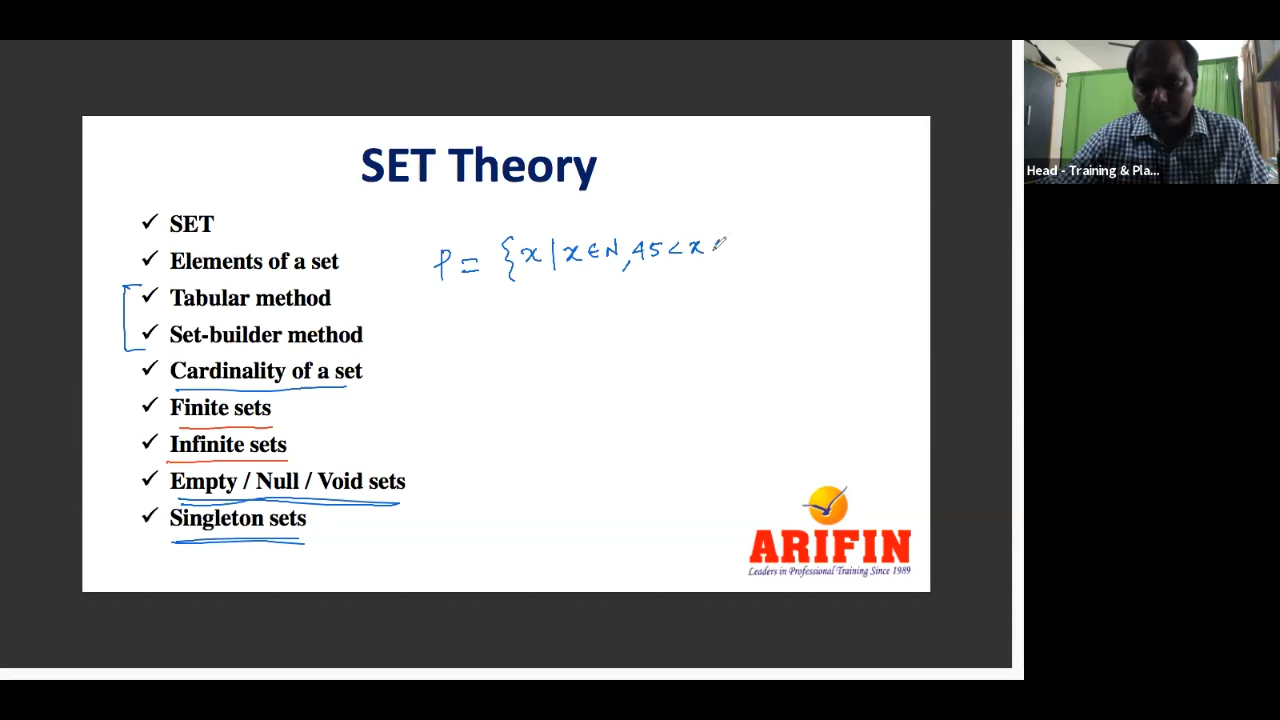 SET Theory
SET
Elements of a set
P = {x | x ∈ N, 45 < x
Tabular method
Set-builder method
Cardinality of a set
Finite sets
Infinite sets
Empty / Null / Void sets
Singleton sets
ARIFIN
Leaders in Professional Training Since 1989
Head - Training & Pla...